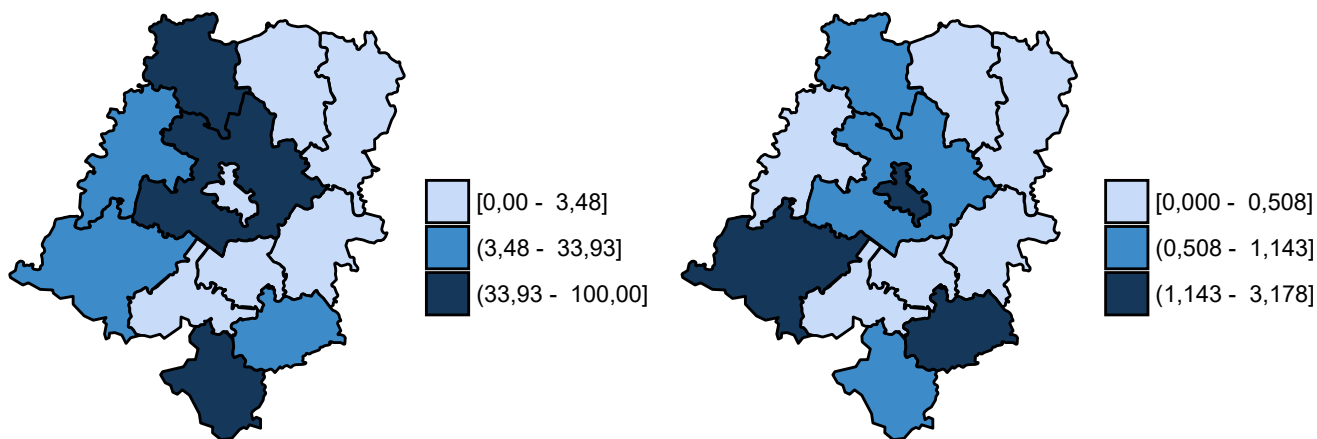 [0,00 - 3,48]
(3,48 - 33,93]
(33,93 - 100,00]
[0,000 - 0,508]
(0,508 - 1,143]
(1,143 - 3,178]